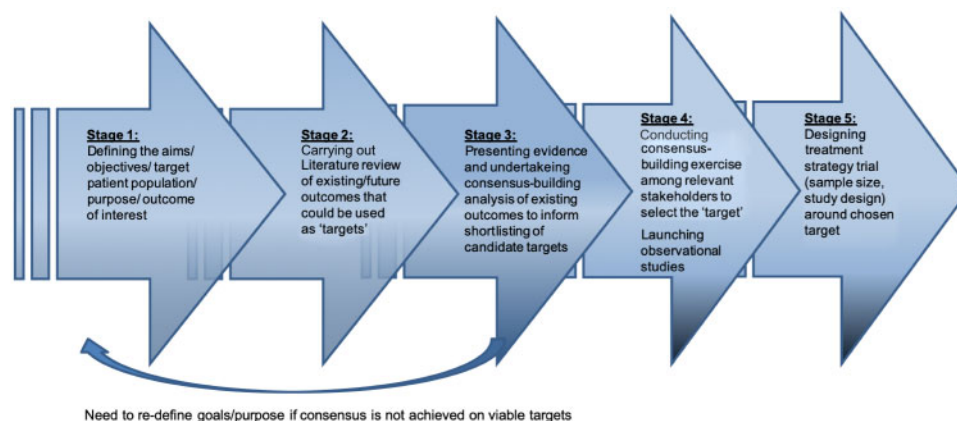 Stage 1:
Defining the aims/
objectives/ target
patient population/
purpose/ outcome
of interest
Stage 2:
Carrying out
Literature review
of existing/future
outcomes that
could be used
as ‘targets’
Stage 3:
Presenting evidence
and undertakeing
consensus-building
analysis of existing
outcomes to inform
shortlisting of
candidate targets
Stage 4:
Conducting
consensus-
building exercise
among relevant
stakeholders to
select the ‘target’
Launching
observational
studies
Stage 5:
Designing
treatment
strategy trial
(sample size,
study design)
around chosen
target
Need to re-define goals/purpose if consensus is not achieved on viable targets